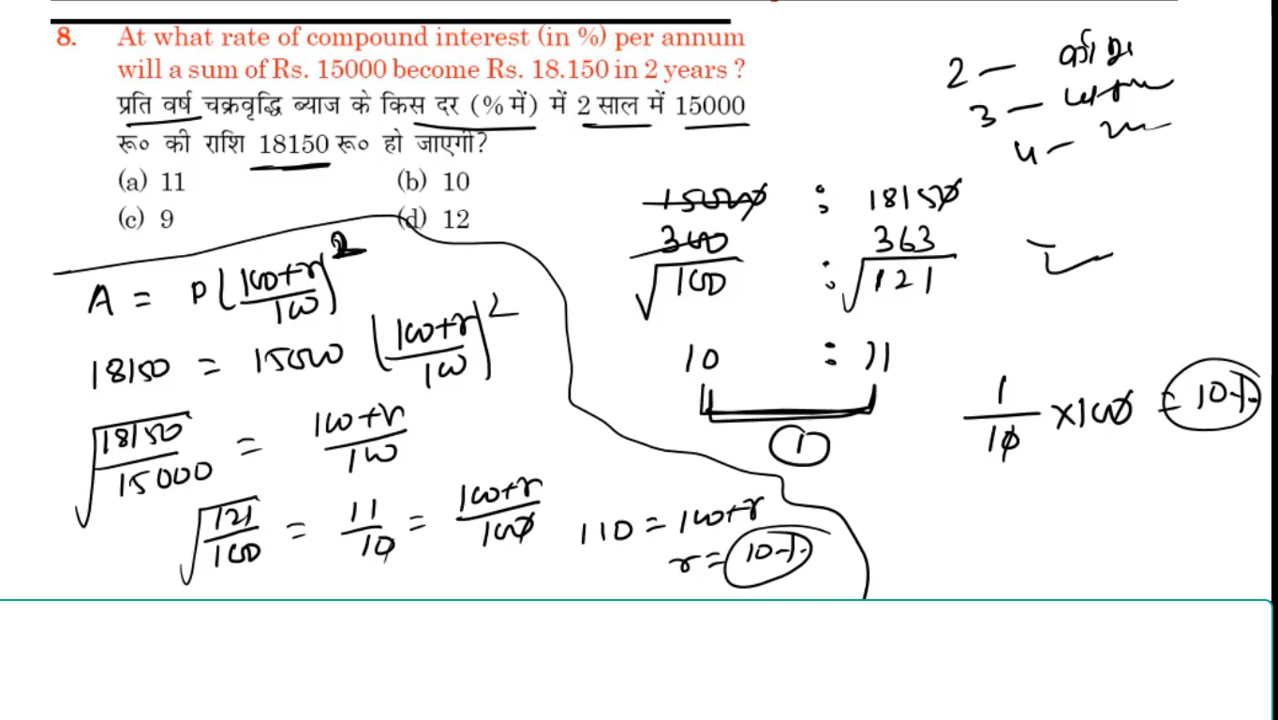 8. At what rate of compound interest (in %) per annum
will a sum of Rs. 15000 become Rs. 18.150 in 2 years ?
प्रति वर्ष चक्रवृद्धि ब्याज के किस दर (% में) में 2 साल में 15000
रू० की राशि 18150 रू० हो जाएगी?
(a) 11 (b) 10
(c) 9 (d) 12
2 —
3 —
4 —
15000 : 18150
300 363
√100 : √121
10 : 11
1
1/10 ×100 = 10%
A = P(100+r/100)2
18150 = 15000 (100+r/100)2
√18150/15000 = 100+r/100
√121/100 = 11/10 = 100+r/100 110 = 100+r
r = 10%